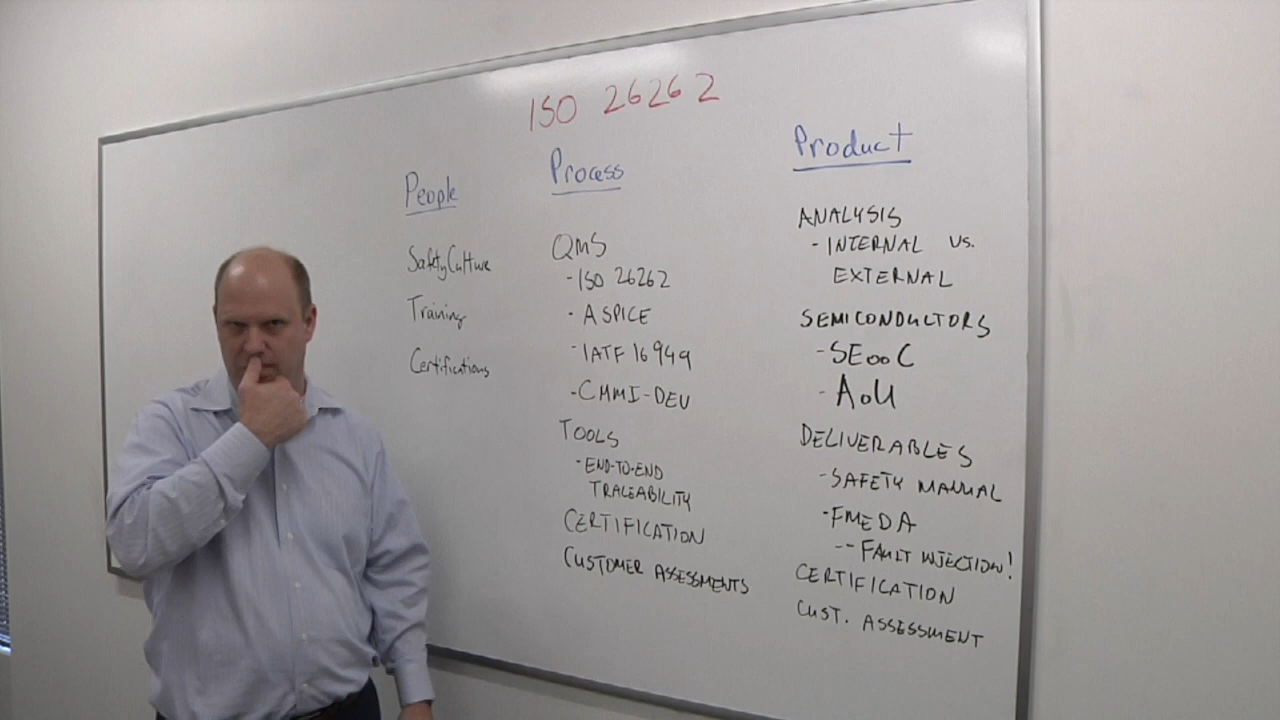 ISO 26262
People
Safety Culture
Training
Certifications
Process
QMS
-ISO 26262
- ASPICE
-IATF 16949
-CMMI-DEV
TOOLS
-END-TO-END
TRACEABILITY
CERTIFICATION
CUSTOMER ASSESSMENTS
Product
ANALYSIS
- INTERNAL VS.
EXTERNAL
SEMICONDUCTORS
-SEooC
- AoU
DELIVERABLES
-SAFETY MANUAL
-FMEDA
-- FAULT INJECTION!
CERTIFICATION
CUST. ASSESSMENT